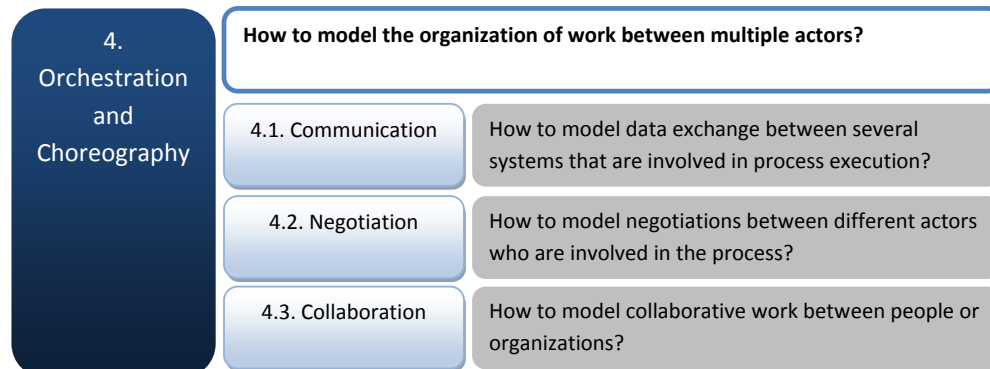 4.
Orchestration
and
Choreography
How to model the organization of work between multiple actors?
4.1. Communication
How to model data exchange between several
systems that are involved in process execution?
4.2. Negotiation
How to model negotiations between different actors
who are involved in the process?
4.3. Collaboration
How to model collaborative work between people or
organizations?